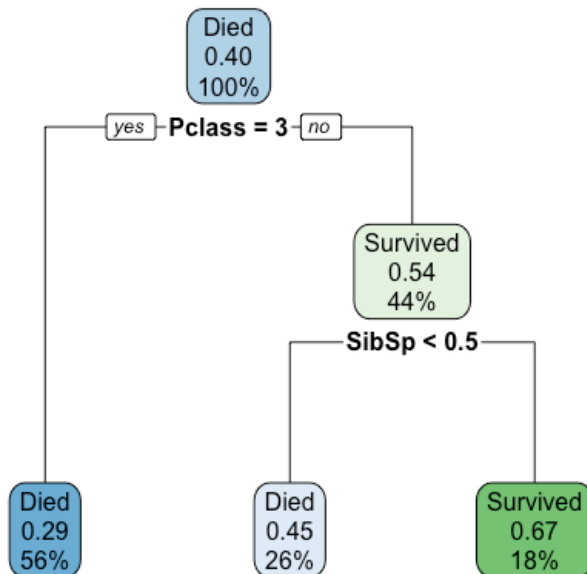 Died
0.40
100%
yes Pclass = 3 no
Survived
0.54
44%
SibSp < 0.5
Died
0.29
56%
Died
0.45
26%
Survived
0.67
18%